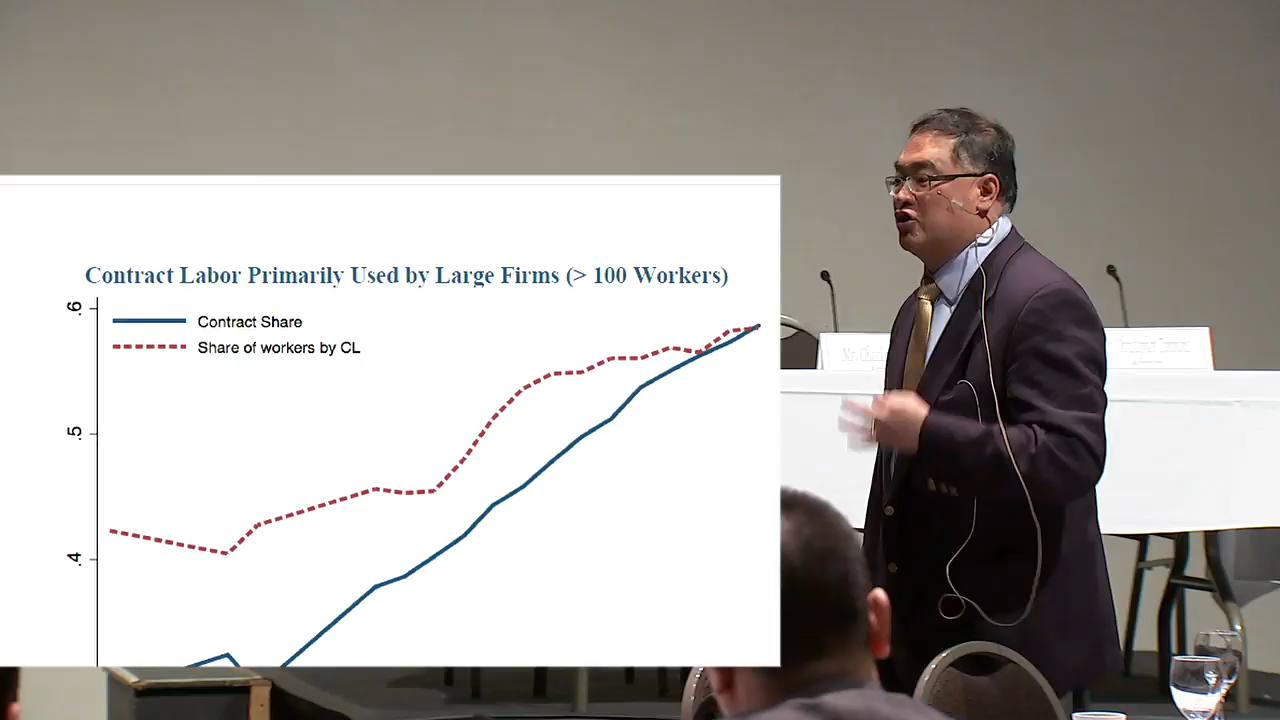 Contract Labor Primarily Used by Large Firms (> 100 Workers)
.6
Contract Share
Share of workers by CL
.5
.4
Mr.